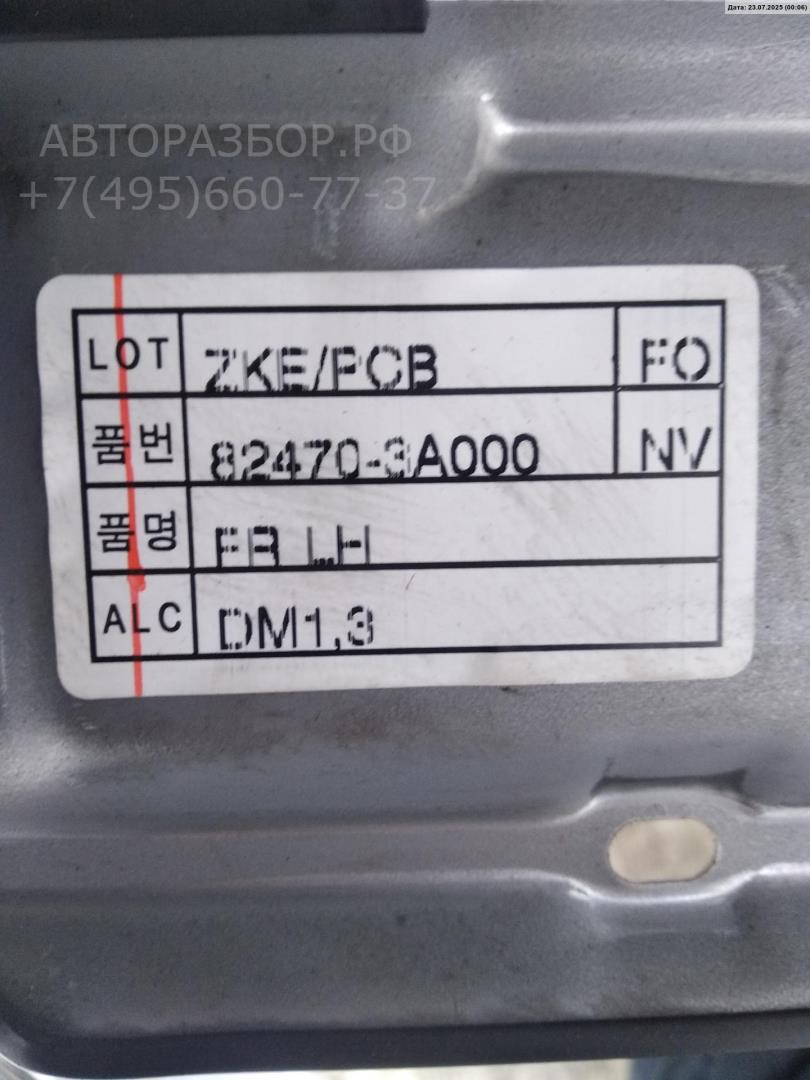 Дата: 23.07.2025 (00:06)
АВТОРАЗБОР.РФ
+7(495)660-77-37
LOT ZKE/PCB FO
품번 82470-3A000 NV
품명 FR LH
ALC DM1,3